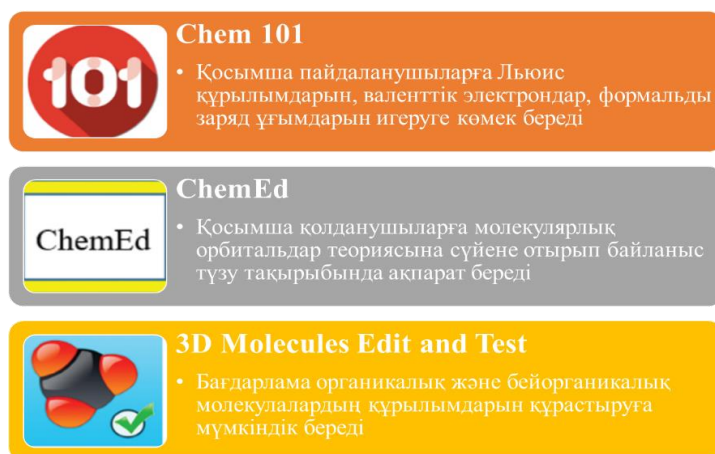 101
Chem 101
• Қосымша пайдаланушыларға Льюис
құрылымдарын, валенттік электрондар, формальды
заряд ұғымдарын игеруге көмек береді
ChemEd
ChemEd
• Қосымша қолданушыларға молекулярлық
орбитальдар теориясына сүйене отырып байланыс
түзу тақырыбында ақпарат береді
3D Molecules Edit and Test
• Бағдарлама органикалық және бейорганикалық
молекулалардың құрылымдарын құрастыруға
мүмкіндік береді